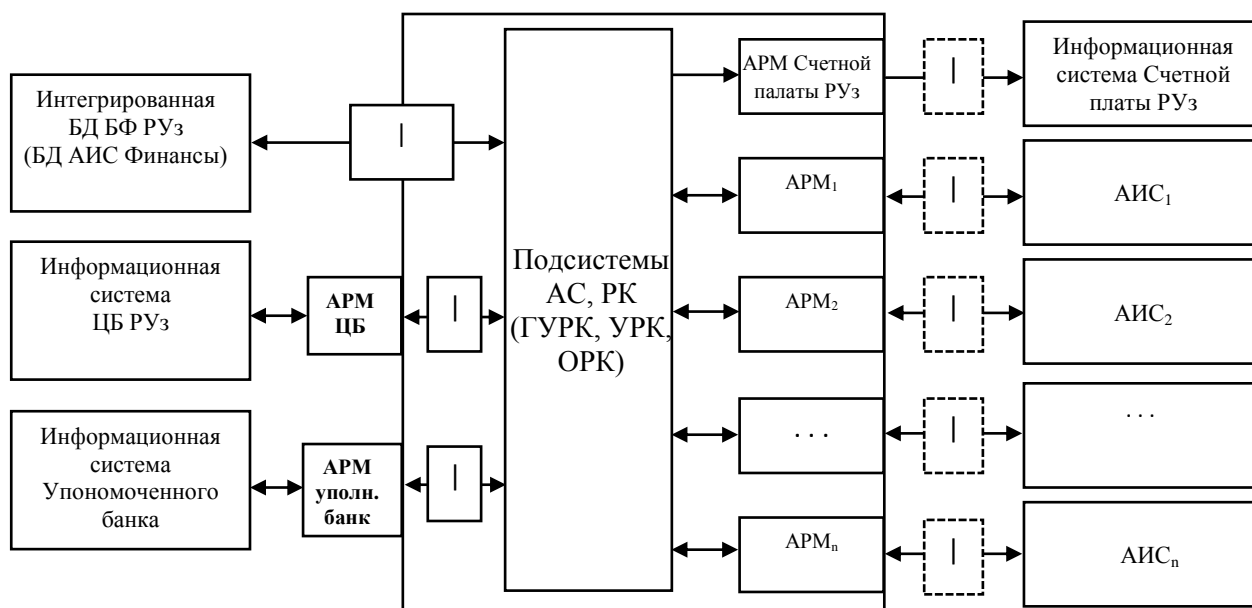 Интегрированная
БД БФ РУз
(БД АИС Финансы)
Информационная
система
ЦБ РУз
Информационная
система
Упономоченного
банка
I
АРМ
ЦБ
I
АРМ
уполн.
банк
I
Подсистемы
АС, РК
(ГУРК, УРК,
ОРК)
АРМ Счетной
палаты РУз
АРМ₁
АРМ₂
. . .
АРМₙ
I
I
I
I
I
Информационная
система Счетной
платы РУз
АИС₁
АИС₂
. . .
АИСₙ